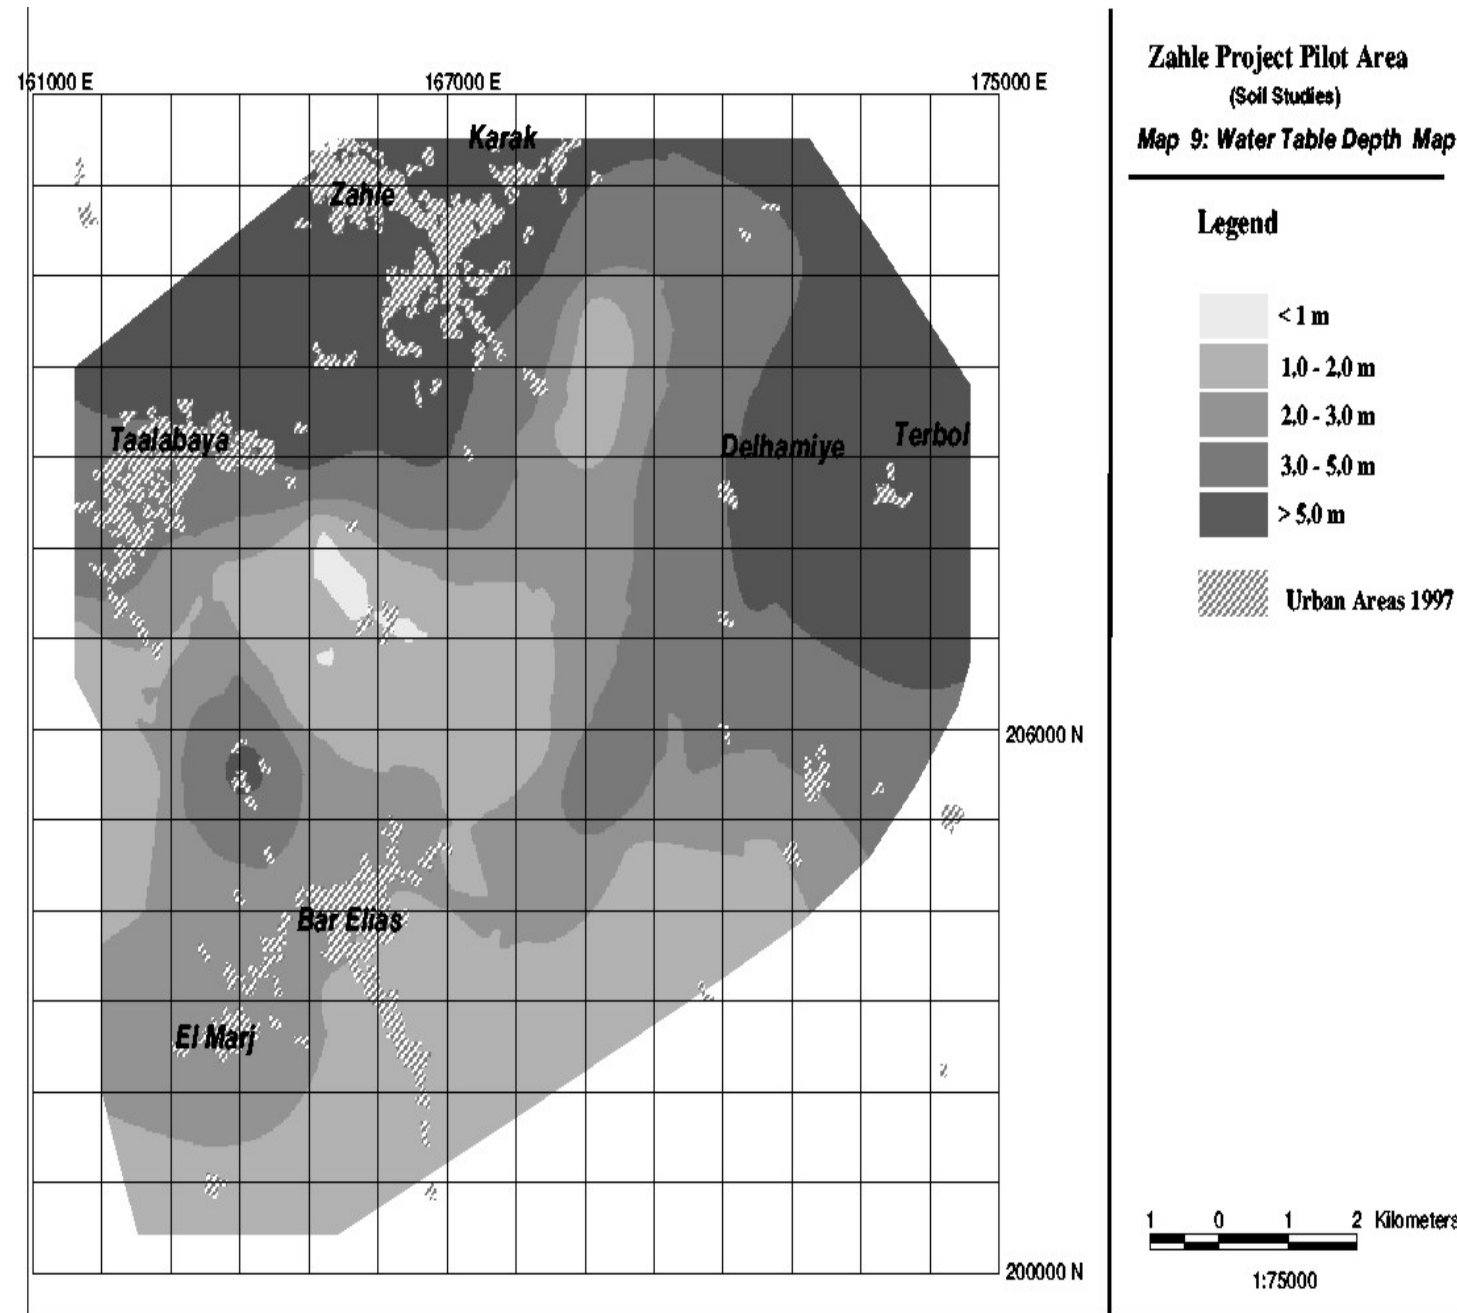 161000 E
167000 E
175000 E
Karak
Zahle
Taalabaya
Delhamiye
Terbol
206000 N
Bar Elias
El Marj
200000 N
Zahle Project Pilot Area
(Soil Studies)
Map 9: Water Table Depth Map
Legend
< 1 m
1,0 - 2,0 m
2,0 - 3,0 m
3,0 - 5,0 m
> 5,0 m
Urban Areas 1997
1 0 1 2 Kilometers
1:75000